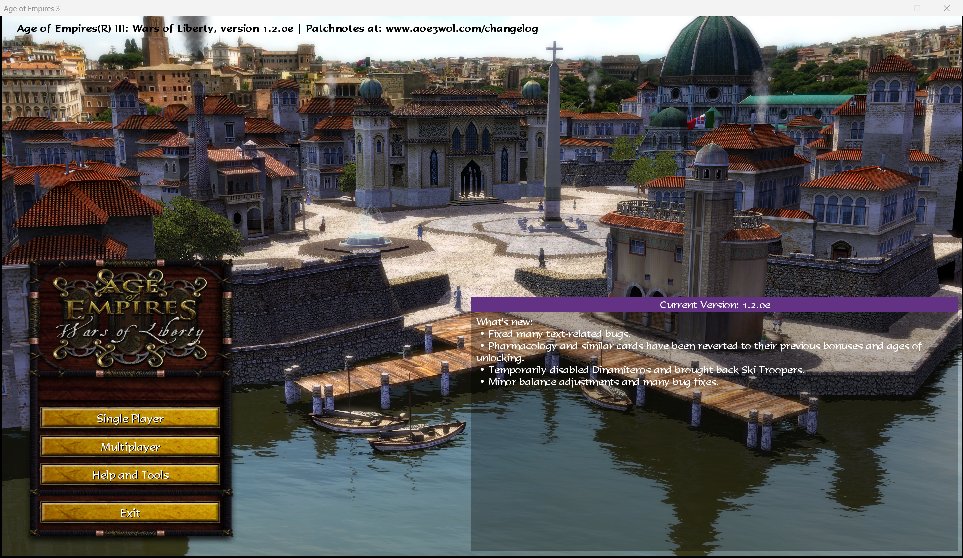 Age of Empires 3
Age of Empires(R) III: Wars of Liberty, version 1.2.0e | Patchnotes at: www.aoe3wol.com/changelog
AGE
of
EMPIRES
Wars of Liberty
Current Version: 1.2.0e
What's new:
• Fixed many text-related bugs.
• Pharmacology and similar cards have been reverted to their previous bonuses and ages of
unlocking.
• Temporarily disabled Dinamiteros and brought back Ski Troopers.
• Minor balance adjustments and many bug fixes.
Single Player
Multiplayer
Help and Tools
Exit